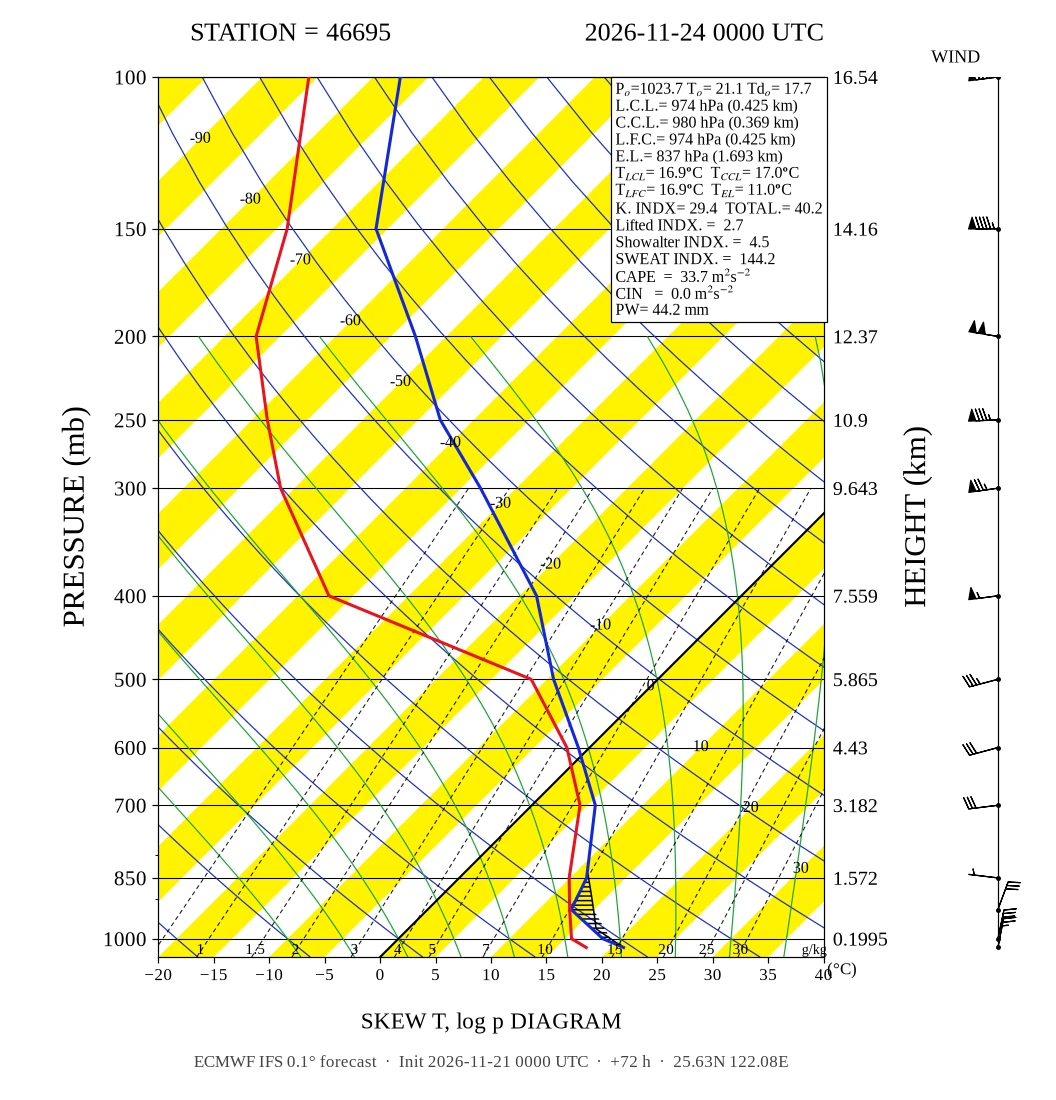 STATION = 46695
2026-11-24 0000 UTC
WIND
100
16.54
Pₒ=1023.7 Tₒ= 21.1 Tdₒ= 17.7
L.C.L.= 974 hPa (0.425 km)
C.C.L.= 980 hPa (0.369 km)
L.F.C.= 974 hPa (0.425 km)
E.L.= 837 hPa (1.693 km)
T_LCL= 16.9°C T_CCL= 17.0°C
T_LFC= 16.9°C T_EL= 11.0°C
K. INDX= 29.4 TOTAL.= 40.2
Lifted INDX. = 2.7
Showalter INDX. = 4.5
SWEAT INDX. = 144.2
CAPE = 33.7 m²s⁻²
CIN = 0.0 m²s⁻²
PW= 44.2 mm
-90
-80
150
14.16
-70
-60
200
12.37
-50
250
10.9
-40
300
9.643
-30
PRESSURE (mb)
HEIGHT (km)
-20
400
7.559
-10
500
5.865
0
600
4.43
10
700
3.182
20
850
1.572
30
1000
0.1995
1 1.5 2 3 4 5 7 10 15 20 25 30 g/kg
−20 −15 −10 −5 0 5 10 15 20 25 30 35 40 (°C)
SKEW T, log p DIAGRAM
ECMWF IFS 0.1° forecast · Init 2026-11-21 0000 UTC · +72 h · 25.63N 122.08E